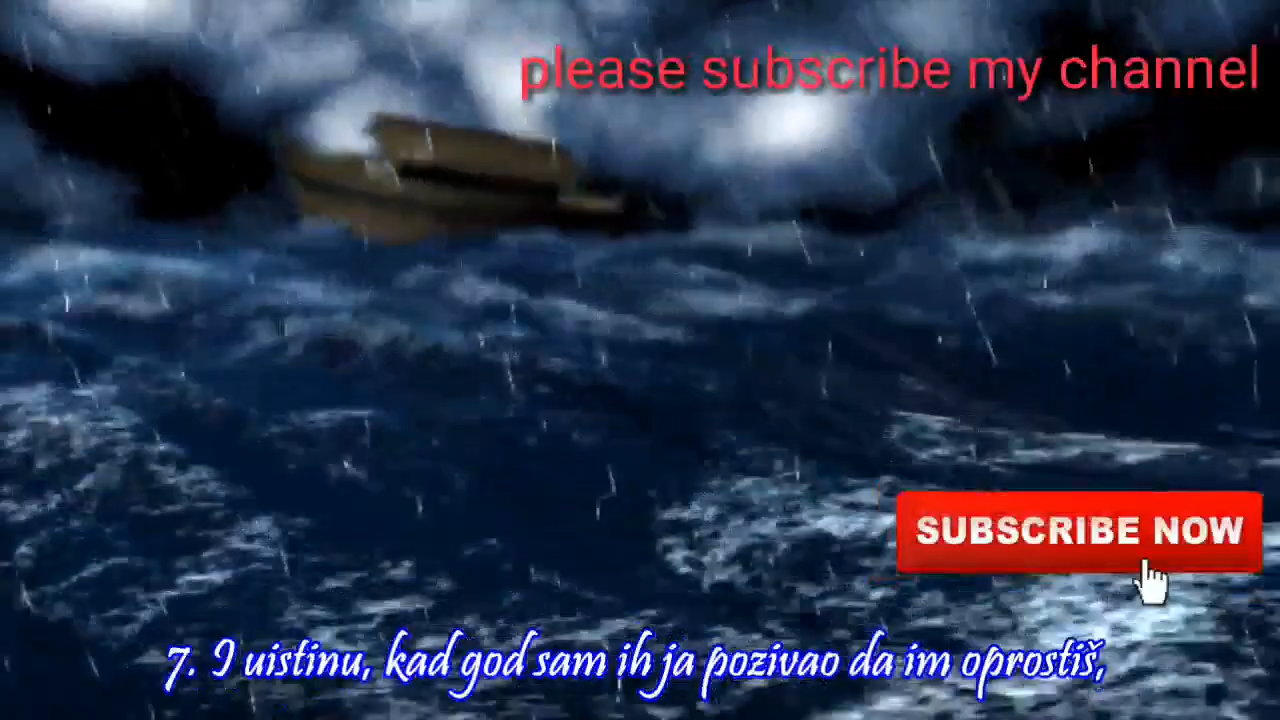 please subscribe my channel
SUBSCRIBE NOW
7. I uistinu, kad god sam ih ja pozivao da im oprostiš,